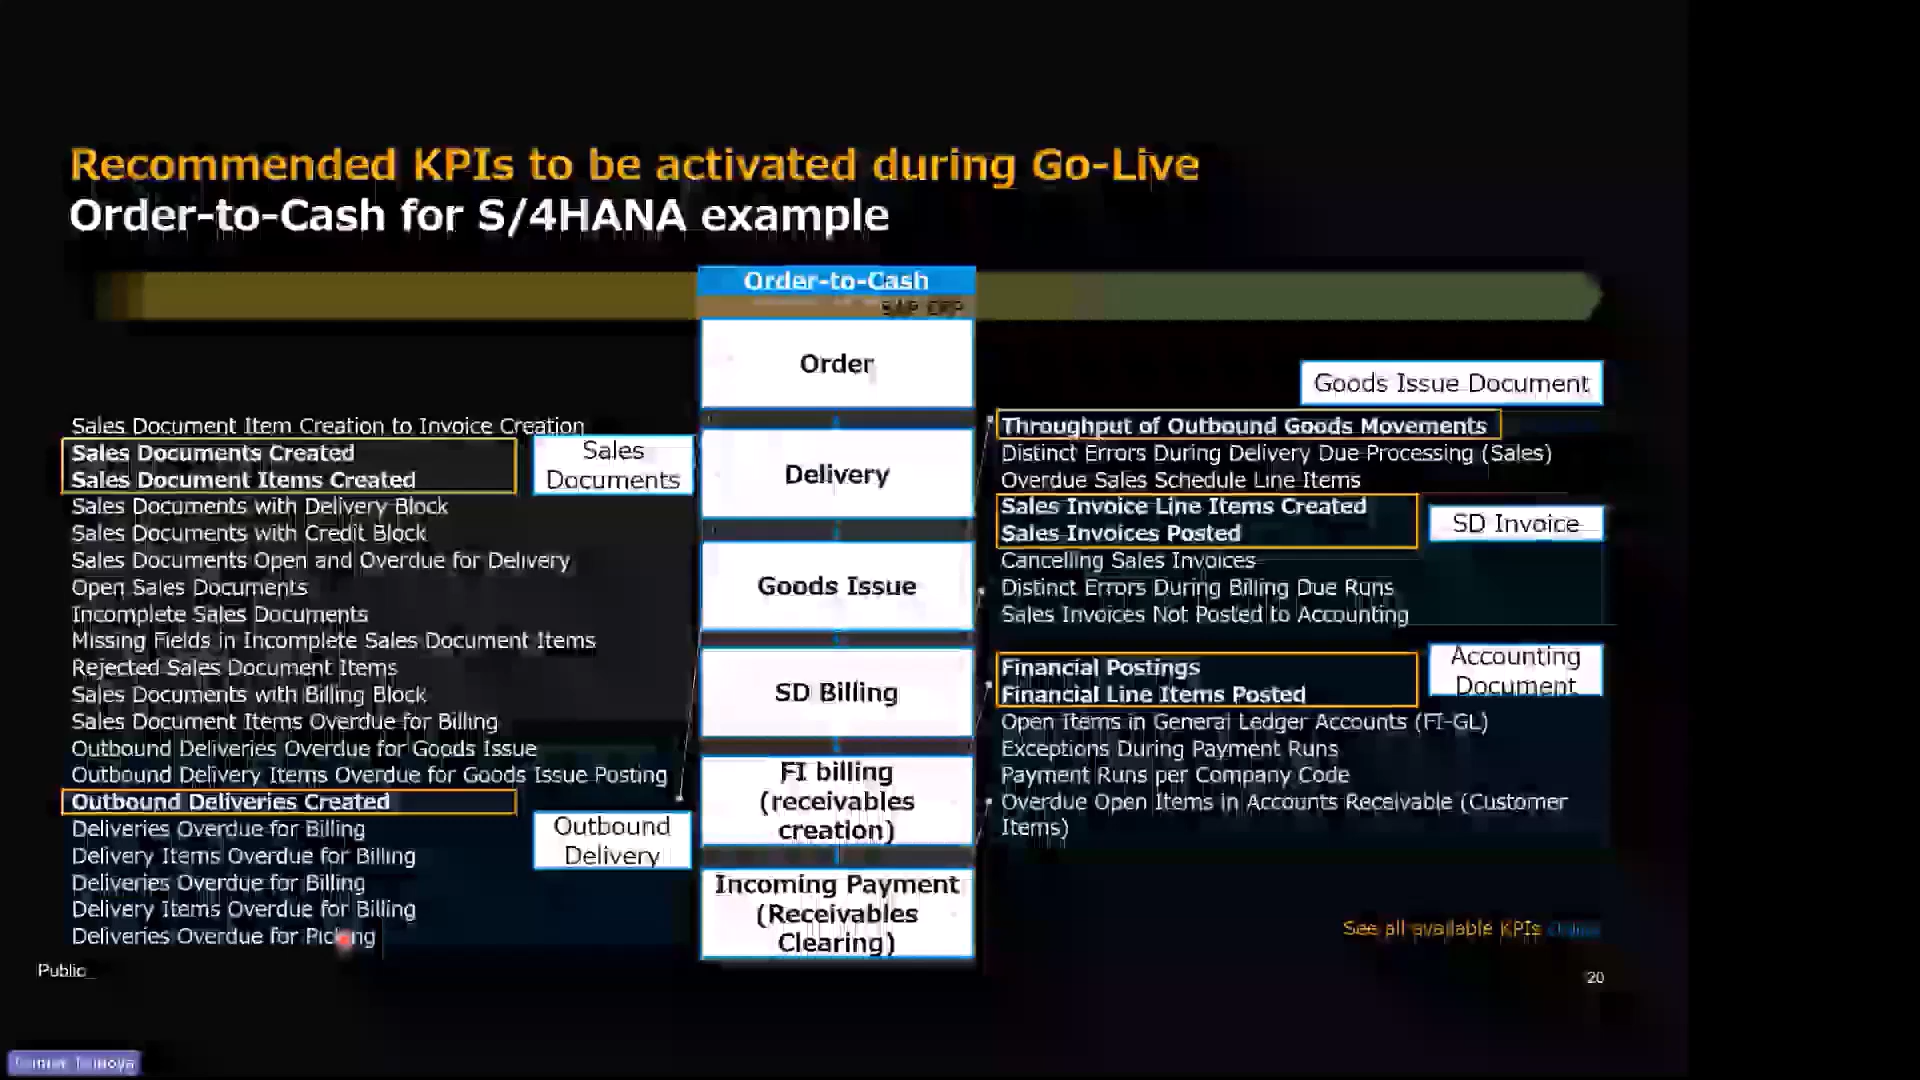 Recommended KPIs to be activated during Go-Live
Order-to-Cash for S/4HANA example
Order-to-Cash
SAP ERP
Order
Delivery
Goods Issue
SD Billing
FI billing
(receivables
creation)
Incoming Payment
(Receivables
Clearing)
Sales Document Item Creation to Invoice Creation
Sales Documents Created
Sales Document Items Created
Sales
Documents
Sales Documents with Delivery Block
Sales Documents with Credit Block
Sales Documents Open and Overdue for Delivery
Open Sales Documents
Incomplete Sales Documents
Missing Fields in Incomplete Sales Document Items
Rejected Sales Document Items
Sales Documents with Billing Block
Sales Document Items Overdue for Billing
Outbound Deliveries Overdue for Goods Issue
Outbound Delivery Items Overdue for Goods Issue Posting
Outbound Deliveries Created
Outbound
Delivery
Deliveries Overdue for Billing
Delivery Items Overdue for Billing
Deliveries Overdue for Billing
Delivery Items Overdue for Billing
Deliveries Overdue for Picking
Goods Issue Document
Throughput of Outbound Goods Movements
Distinct Errors During Delivery Due Processing (Sales)
Overdue Sales Schedule Line Items
Sales Invoice Line Items Created
Sales Invoices Posted
SD Invoice
Cancelling Sales Invoices
Distinct Errors During Billing Due Runs
Sales Invoices Not Posted to Accounting
Financial Postings
Financial Line Items Posted
Accounting
Document
Open Items in General Ledger Accounts (FI-GL)
Exceptions During Payment Runs
Payment Runs per Company Code
Overdue Open Items in Accounts Receivable (Customer
Items)
See all available KPIs
Public
20